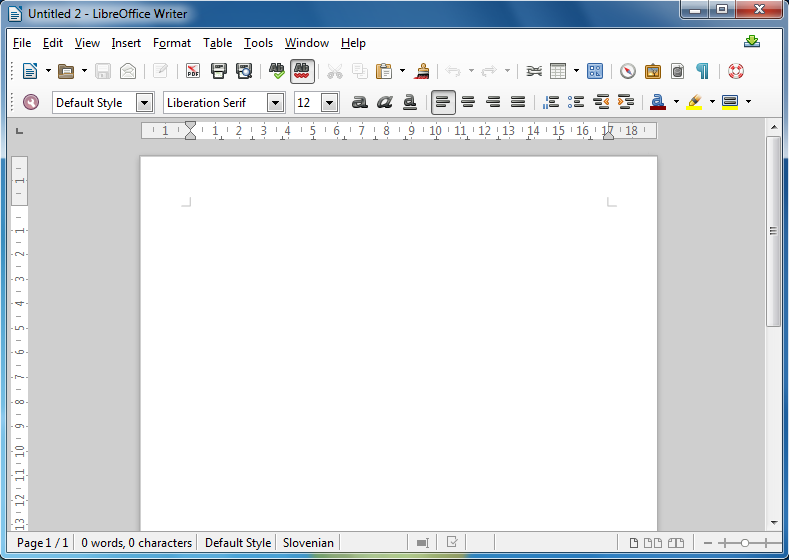 Untitled 2 - LibreOffice Writer
File Edit View Insert Format Table Tools Window Help
PDF Ab Ab
Default Style Liberation Serif 12 a a a
1 1 2 3 4 5 6 7 8 9 10 11 12 13 14 15 16 17 18
1
1
2
3
4
5
6
7
8
9
10
11
12
13
Page 1 / 1 0 words, 0 characters Default Style Slovenian